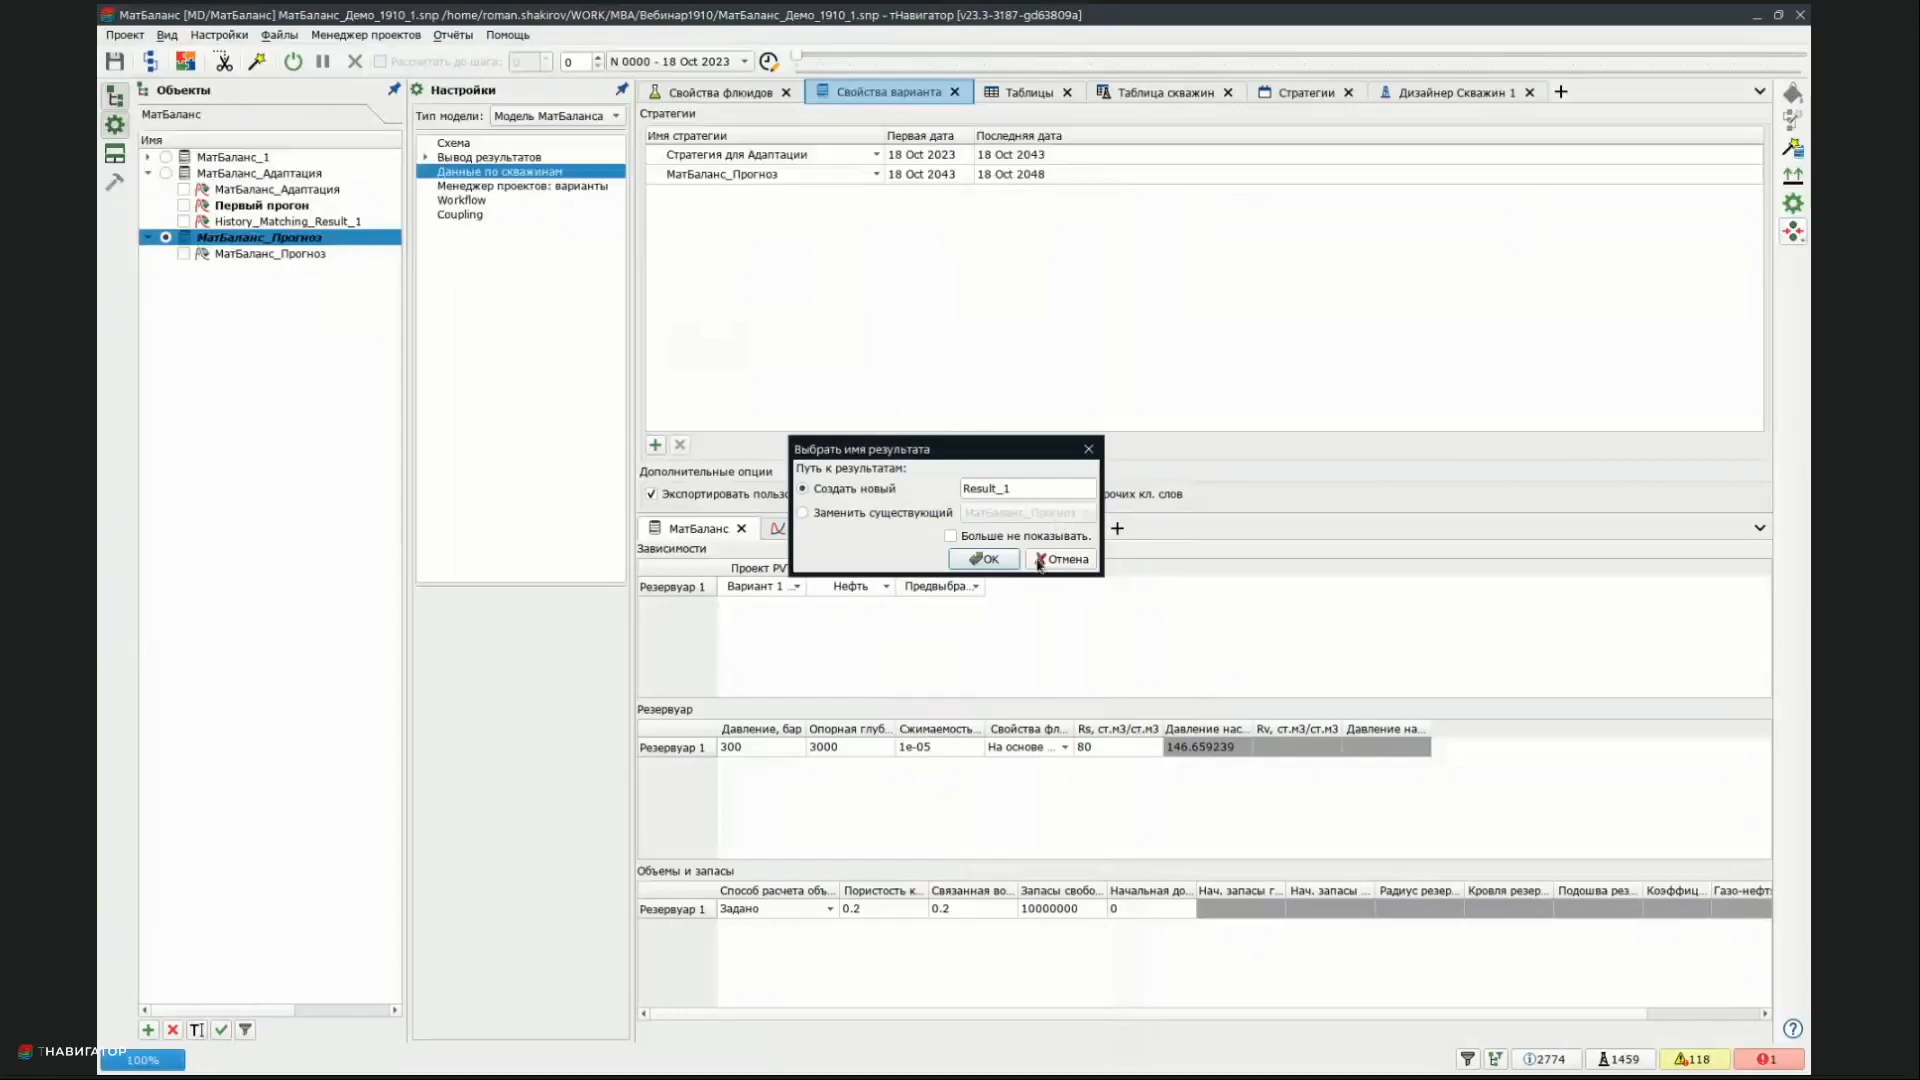 МатБаланс [MD/МатБаланс] МатБаланс_Демо_1910_1.snp /home/roman.shakirov/WORK/MBA/Вебинар1910/МатБаланс_Демо_1910_1.snp - тНавигатор [v23.3-3187-gd63809a]
Проект Вид Настройки Файлы Менеджер проектов Отчёты Помощь
Рассчитать до шага: 0 0 N 0000 - 18 Oct 2023
Объекты
МатБаланс
Имя
МатБаланс_1
МатБаланс_Адаптация
МатБаланс_Адаптация
Первый прогон
History_Matching_Result_1
МатБаланс_Прогноз
МатБаланс_Прогноз
Настройки
Тип модели: Модель МатБаланса
Схема
Вывод результатов
Данные по скважинам
Менеджер проектов: варианты
Workflow
Coupling
Свойства флюидов Свойства варианта Таблицы Таблица скважин Стратегии Дизайнер Скважин 1
Стратегии
Имя стратегии Первая дата Последняя дата
Стратегия для Адаптации 18 Oct 2023 18 Oct 2043
МатБаланс_Прогноз 18 Oct 2043 18 Oct 2048
Дополнительные опции
Экспортировать польз рочих кл. слов
Выбрать имя результата
Путь к результатам:
Создать новый Result_1
Заменить существующий МатБаланс_Прогноз
Больше не показывать.
OK Отмена
МатБаланс
Зависимости
Проект PV
Резервуар 1 Вариант 1 ... Нефть Предвыбра...
Резервуар
Давление, бар Опорная глуб... Сжимаемость... Свойства фл... Rs, ст.м3/ст.м3 Давление нас... Rv, ст.м3/ст.м3 Давление на...
Резервуар 1 300 3000 1e-05 На основе ... 80 146.659239
Объемы и запасы
Способ расчета объ... Пористость к... Связанная во... Запасы свобо... Начальная до... Нач. запасы г... Нач. запасы ... Радиус резер... Кровля резер... Подошва рез... Коэффиц... Газо-нефт
Резервуар 1 Задано 0.2 0.2 10000000 0
ТНАВИГАТОР
100%
2774 1459 118 1